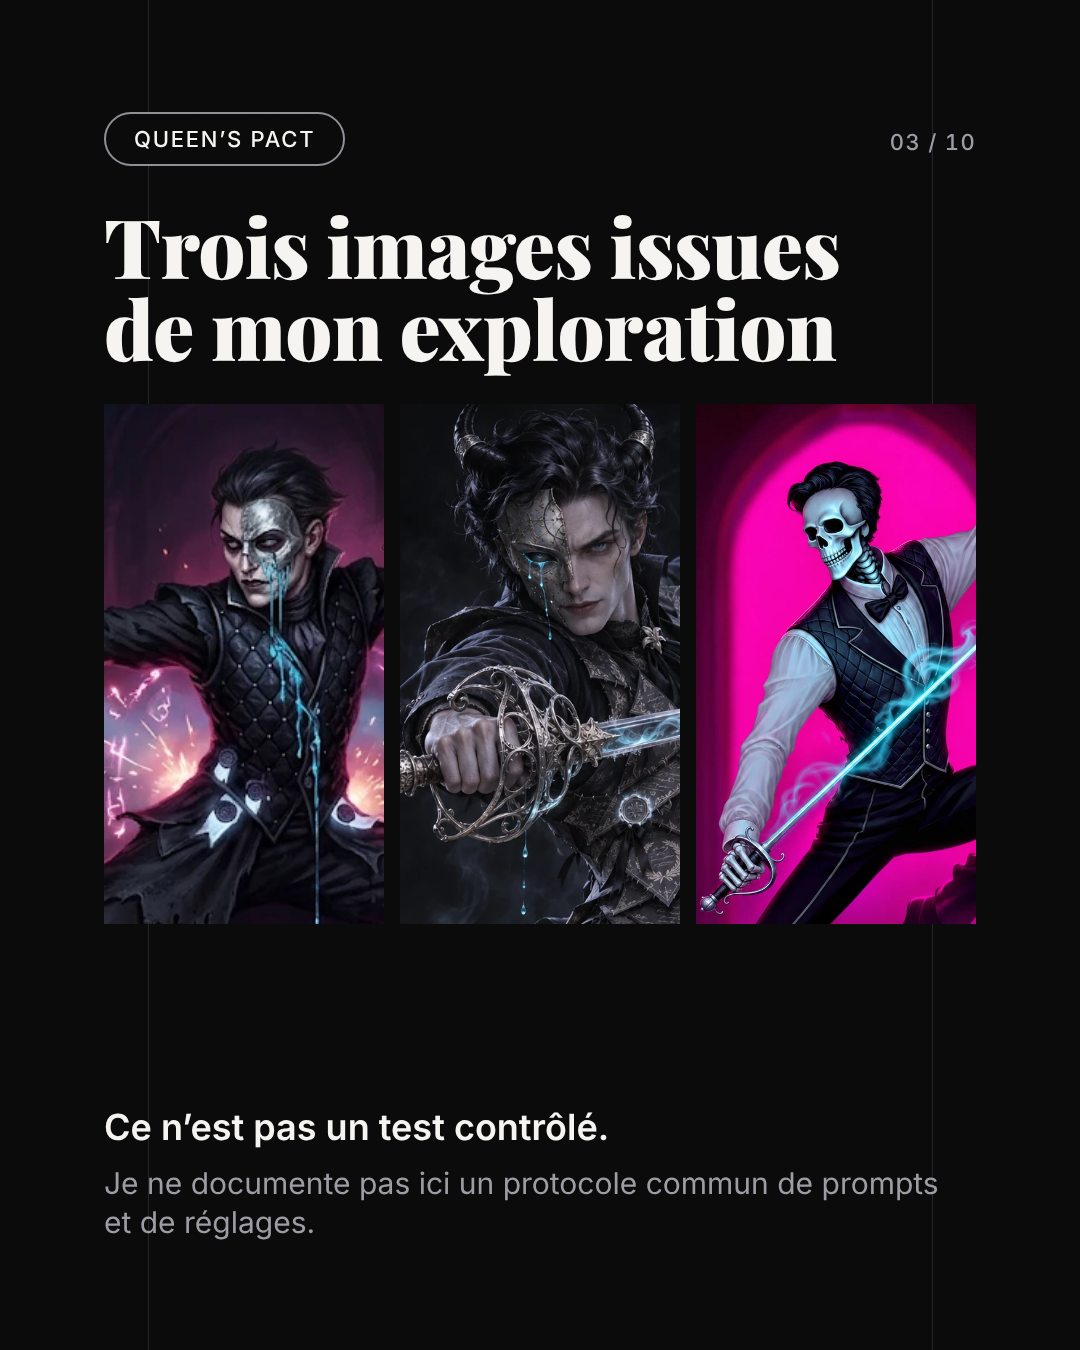 QUEEN’S PACT
03 / 10
Trois images issues
de mon exploration
Ce n’est pas un test contrôlé.
Je ne documente pas ici un protocole commun de prompts
et de réglages.